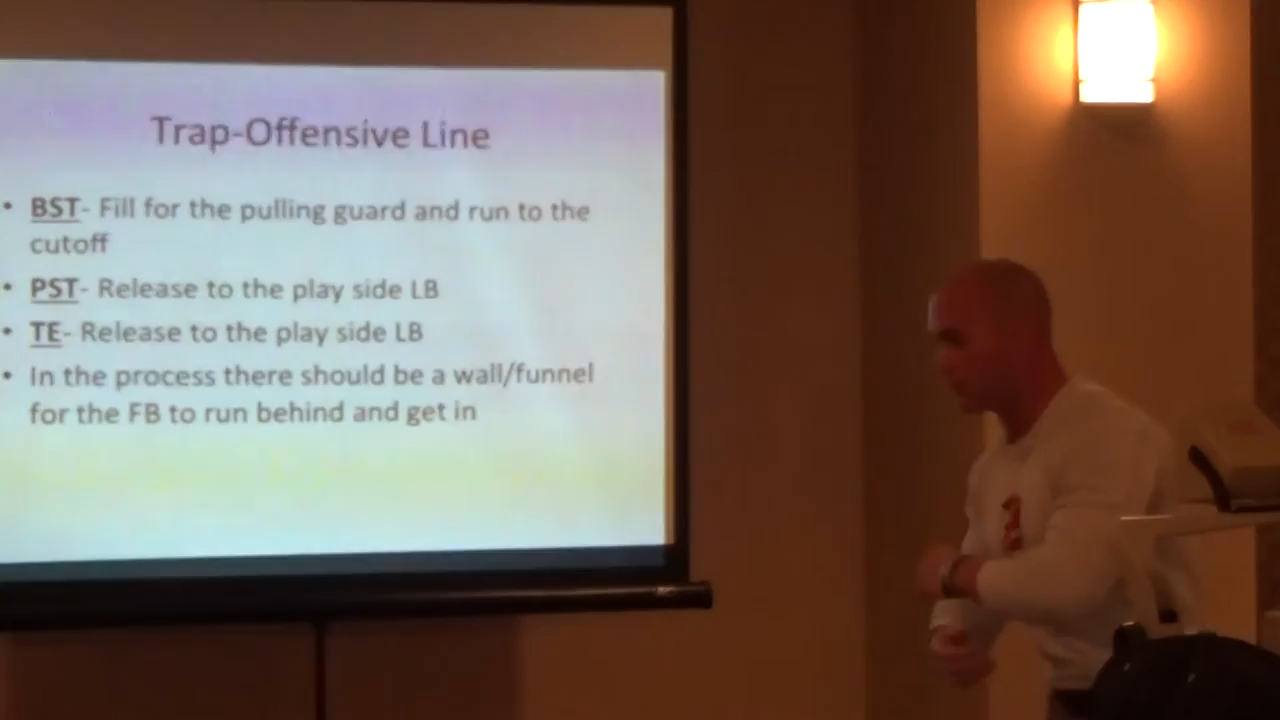 Trap-Offensive Line
• BST- Fill for the pulling guard and run to the
cutoff
• PST- Release to the play side LB
• TE- Release to the play side LB
• In the process there should be a wall/funnel
for the FB to run behind and get in